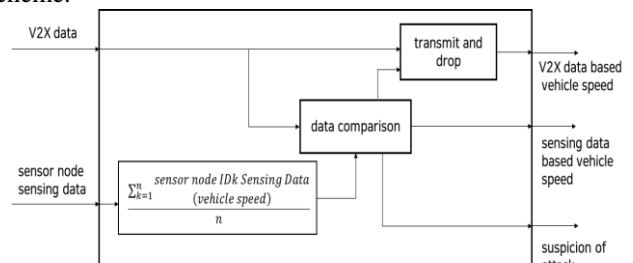 scheme.
V2X data
transmit and
drop
V2X data based
vehicle speed
data comparison
sensing data
based vehicle
speed
sensor node
sensing data
∑ⁿₖ₌₁ sensor node IDk Sensing Data
(vehicle speed)
n
suspicion of
attack